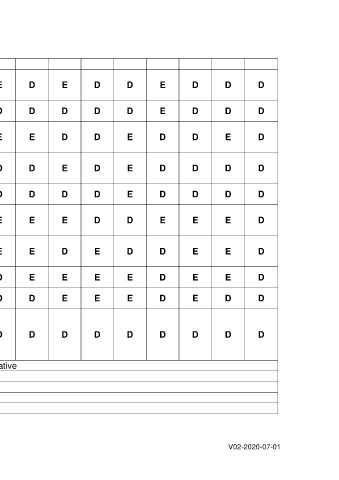 E D E D D E D D D
D D D D D E D D D
E E D D E D D E D
D D E D E D D D D
D D D D E D D D D
E E E D D E E E D
E E D E D D E E D
D E E E E D E E D
D D E E E D E D D
D D D D D D D D D
ative
V02-2020-07-01